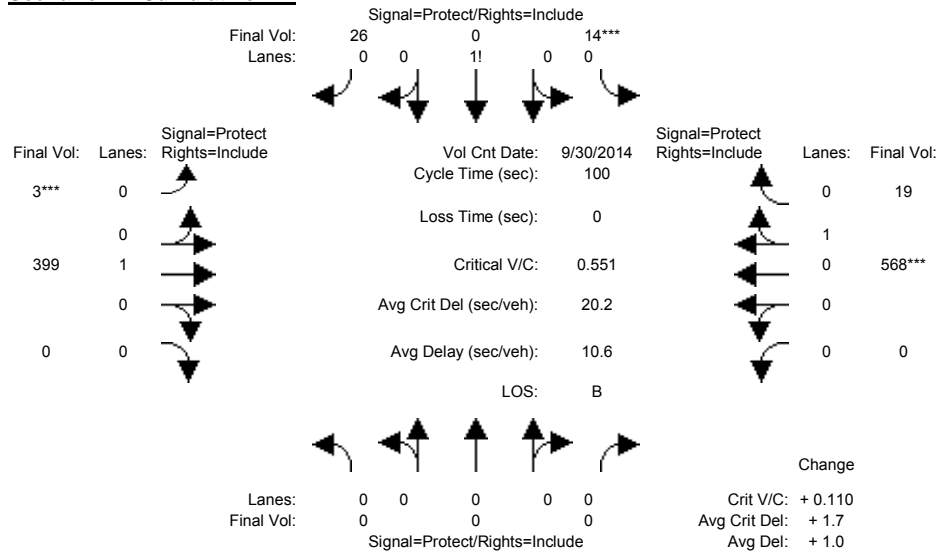 Signal=Protect/Rights=Include
Final Vol: 26 0 14***
Lanes: 0 0 1! 0 0
Signal=Protect Signal=Protect
Final Vol: Lanes: Rights=Include Vol Cnt Date: 9/30/2014 Rights=Include Lanes: Final Vol:
Cycle Time (sec): 100
3*** 0 0 19
Loss Time (sec): 0
0 1
399 1 Critical V/C: 0.551 0 568***
0 Avg Crit Del (sec/veh): 20.2 0
0 0 Avg Delay (sec/veh): 10.6 0 0
LOS: B
Change
Lanes: 0 0 0 0 0 Crit V/C: + 0.110
Final Vol: 0 0 0 Avg Crit Del: + 1.7
Signal=Protect/Rights=Include Avg Del: + 1.0